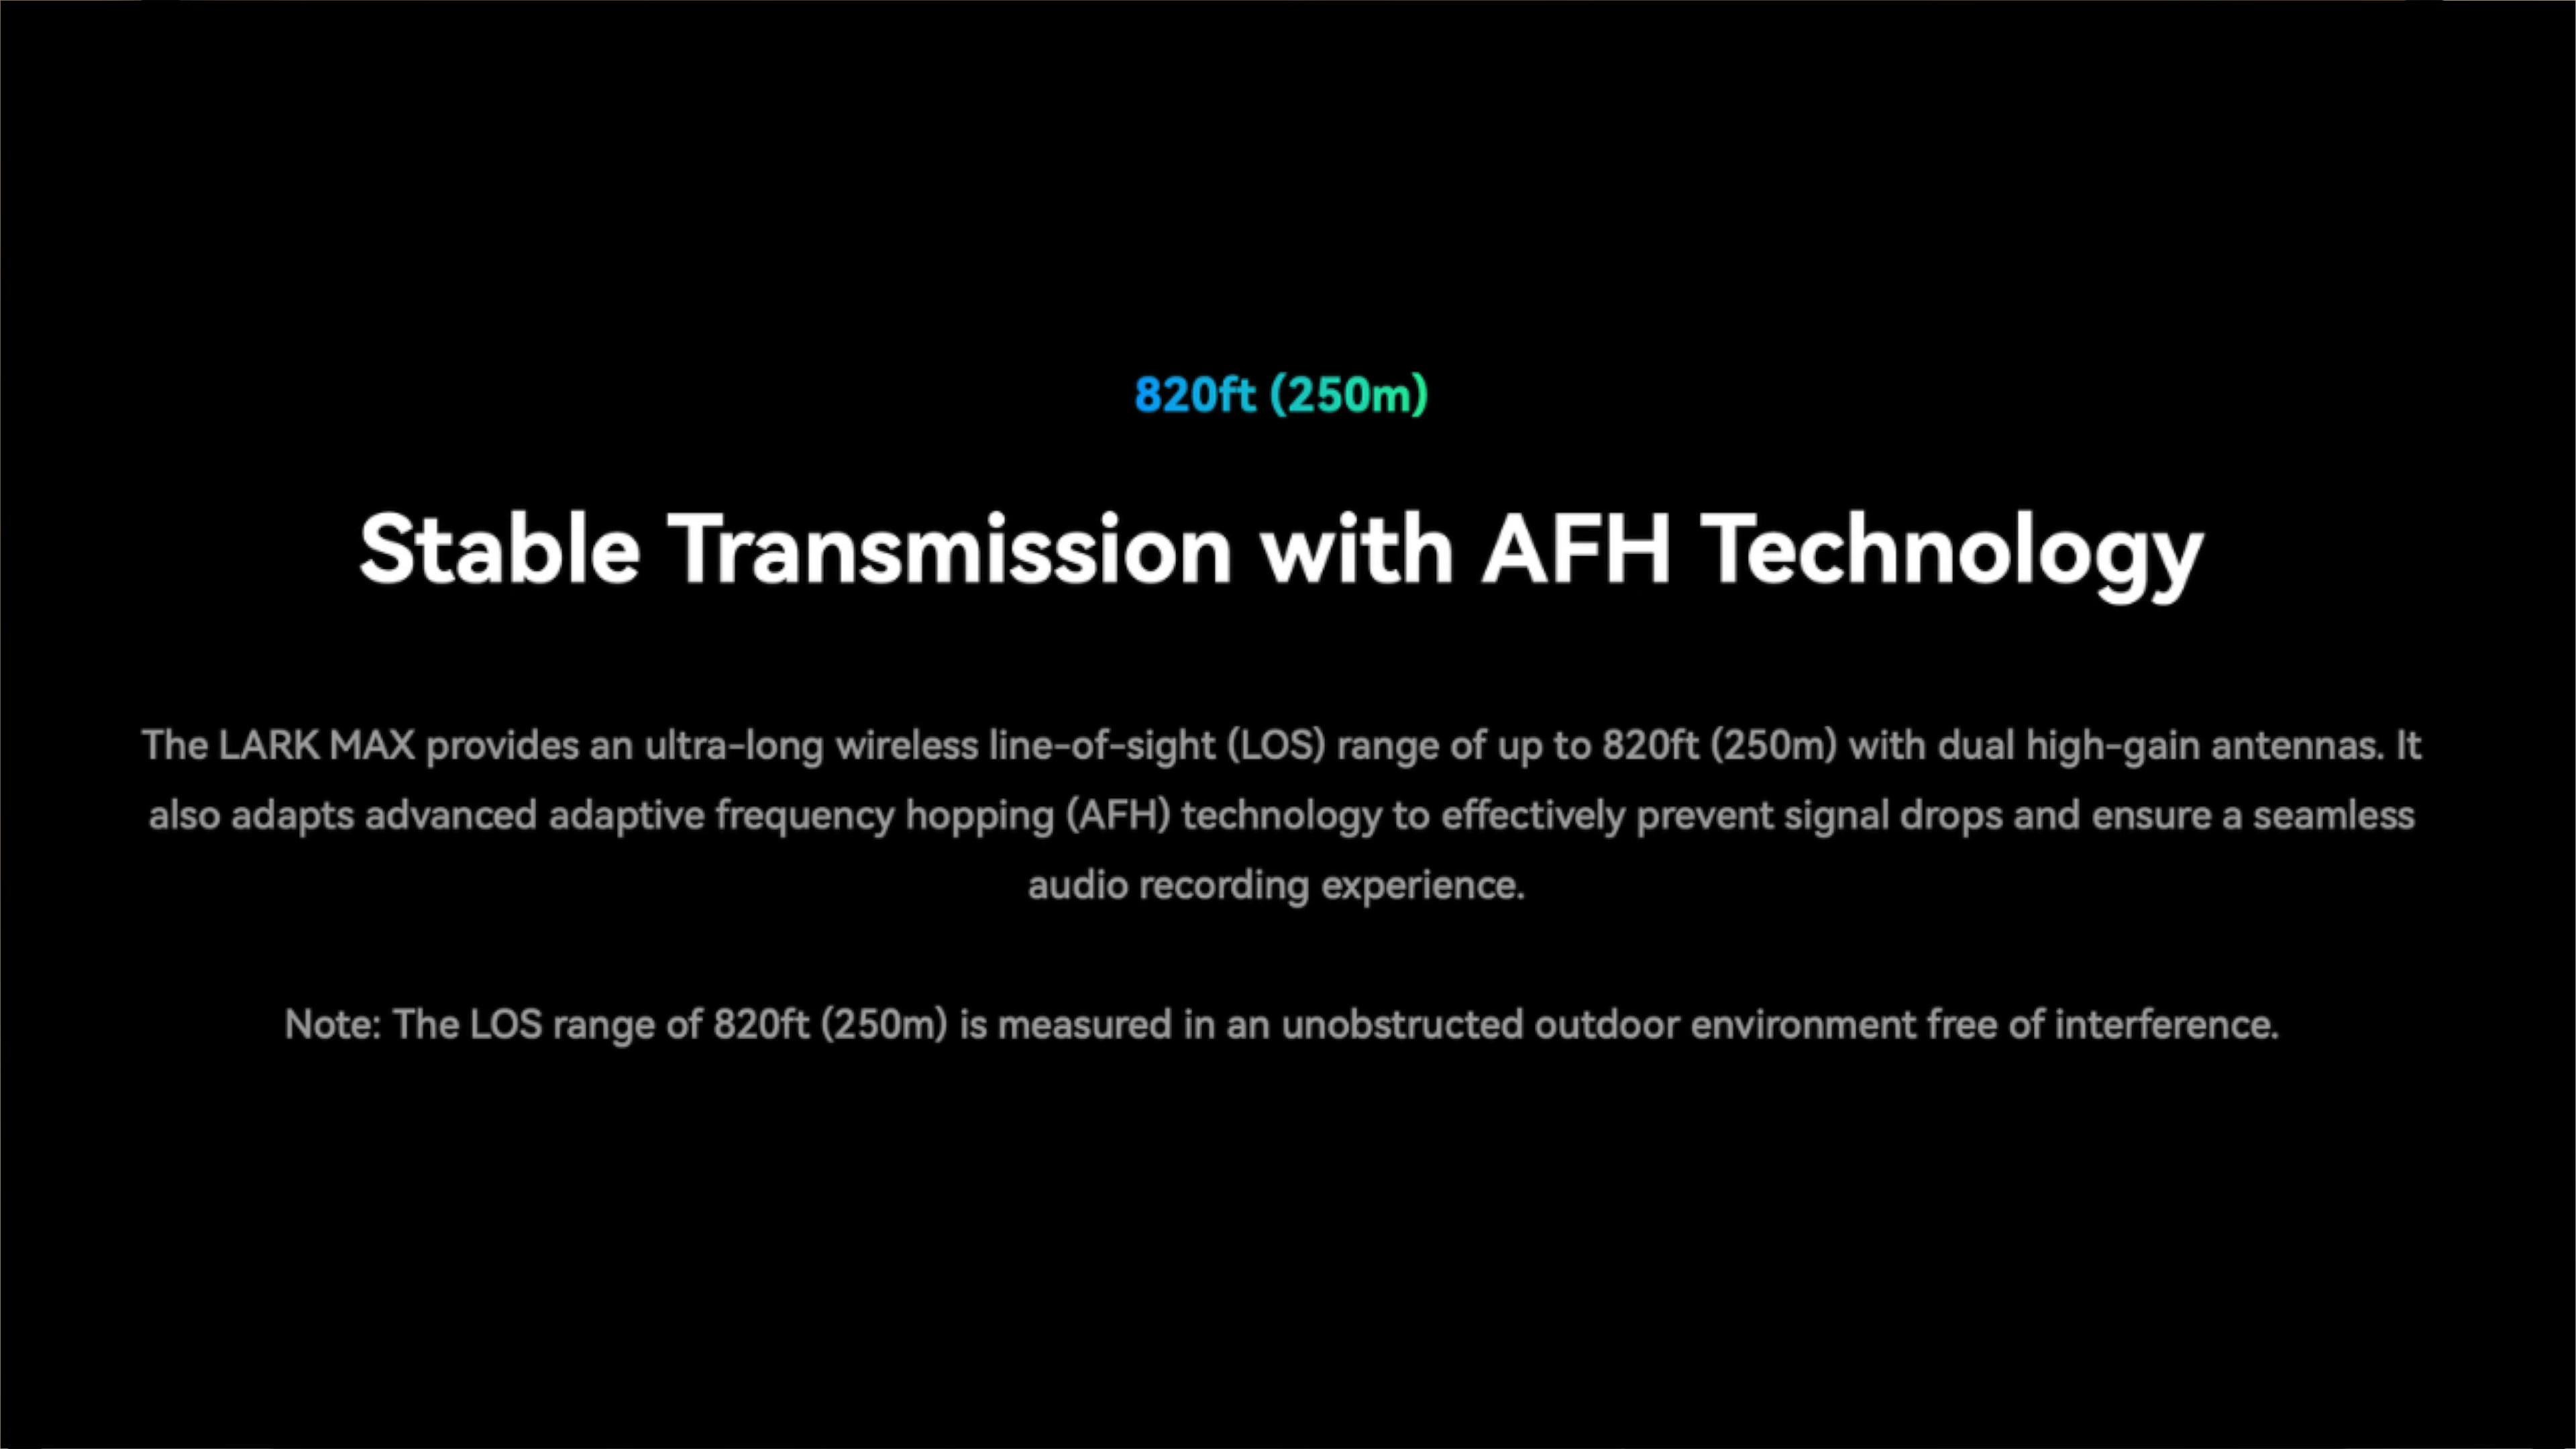 820ft (250m)
Stable Transmission with AFH Technology
The LARK MAX provides an ultra-long wireless line-of-sight (LOS) range of up to 820ft (250m) with dual high-gain antennas. It
also adapts advanced adaptive frequency hopping (AFH) technology to effectively prevent signal drops and ensure a seamless
audio recording experience.
Note: The LOS range of 820ft (250m) is measured in an unobstructed outdoor environment free of interference.